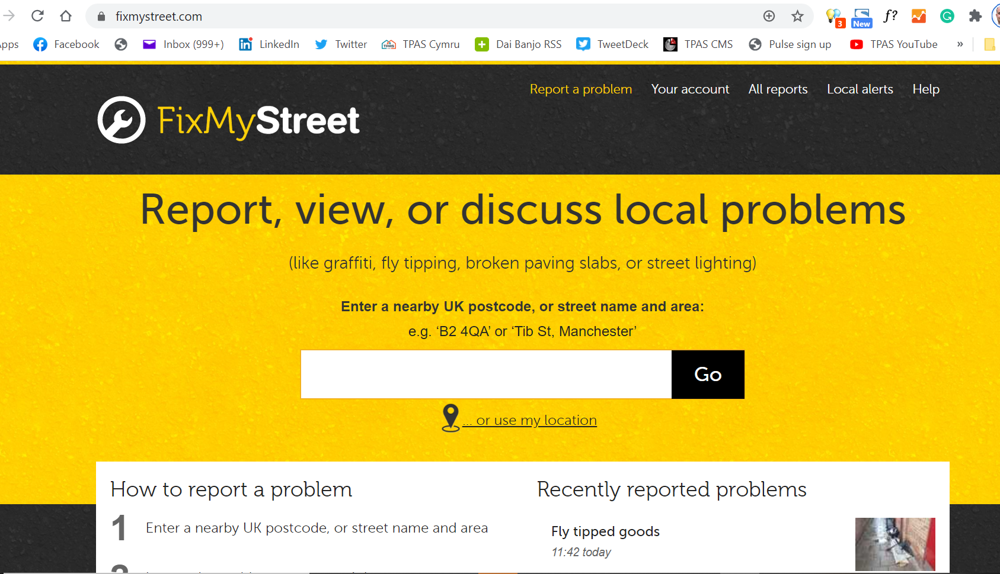 fixmystreet.com
3
New
f?
Facebook
Inbox (999+)
LinkedIn
Twitter
TPAS Cymru
Dai Banjo RSS
TweetDeck
TPAS CMS
Pulse sign up
TPAS YouTube
»
Report a problem
Your account
All reports
Local alerts
Help
FixMyStreet
Report, view, or discuss local problems
(like graffiti, fly tipping, broken paving slabs, or street lighting)
Enter a nearby UK postcode, or street name and area:
e.g. ‘B2 4QA’ or ‘Tib St, Manchester’
Go
... or use my location
How to report a problem
1
Enter a nearby UK postcode, or street name and area
Recently reported problems
Fly tipped goods
11:42 today